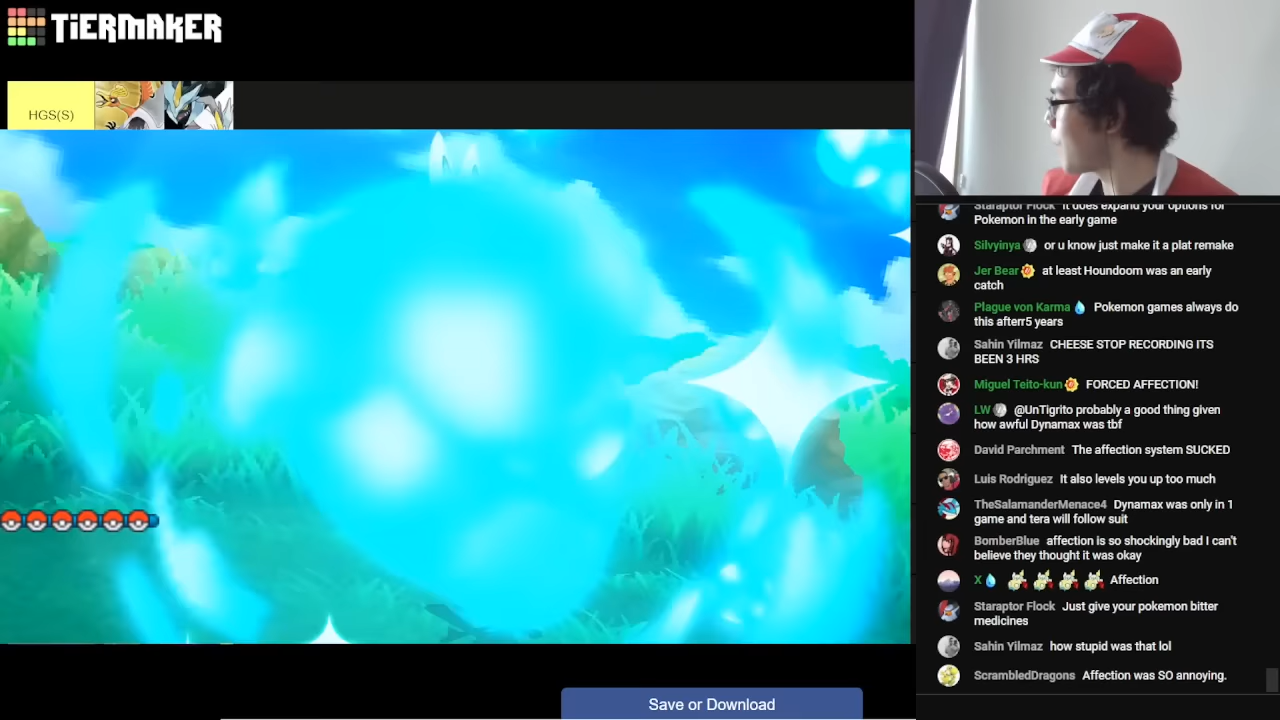 TiERMAKER
HGS(S)
Staraptor Flock It does expand your options for
Pokemon in the early game
Silvyinya or u know just make it a plat remake
Jer Bear at least Houndoom was an early
catch
Plague von Karma Pokemon games always do
this afterr5 years
Sahin Yilmaz CHEESE STOP RECORDING ITS
BEEN 3 HRS
Miguel Teito-kun FORCED AFFECTION!
LW @UnTigrito probably a good thing given
how awful Dynamax was tbf
David Parchment The affection system SUCKED
Luis Rodriguez It also levels you up too much
TheSalamanderMenace4 Dynamax was only in 1
game and tera will follow suit
BomberBlue affection is so shockingly bad I can't
believe they thought it was okay
X Affection
Staraptor Flock Just give your pokemon bitter
medicines
Sahin Yilmaz how stupid was that lol
ScrambledDragons Affection was SO annoying.
Save or Download